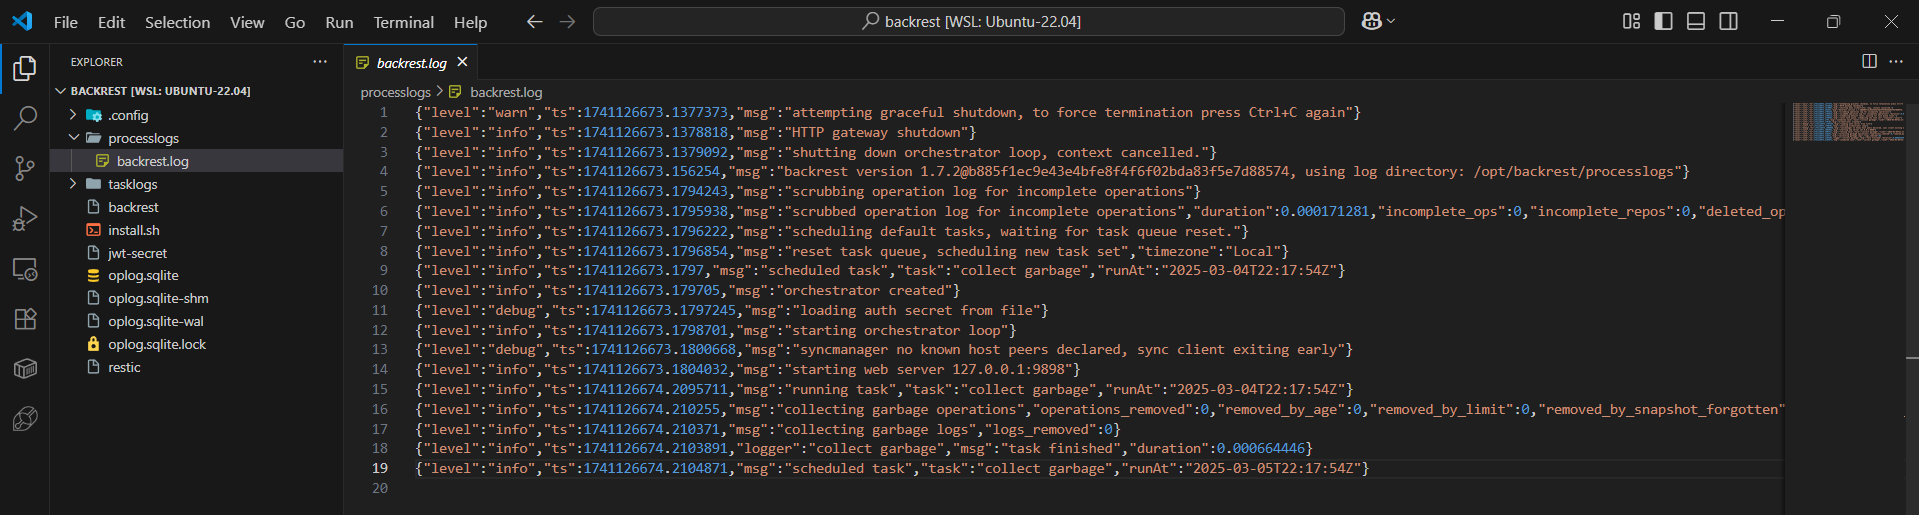 File Edit Selection View Go Run Terminal Help
backrest [WSL: Ubuntu-22.04]
EXPLORER
BACKREST [WSL: UBUNTU-22.04]
.config
processlogs
backrest.log
tasklogs
backrest
install.sh
jwt-secret
oplog.sqlite
oplog.sqlite-shm
oplog.sqlite-wal
oplog.sqlite.lock
restic
backrest.log
processlogs > backrest.log
1 {"level":"warn","ts":1741126673.1377373,"msg":"attempting graceful shutdown, to force termination press Ctrl+C again"}
2 {"level":"info","ts":1741126673.1378818,"msg":"HTTP gateway shutdown"}
3 {"level":"info","ts":1741126673.1379092,"msg":"shutting down orchestrator loop, context cancelled."}
4 {"level":"info","ts":1741126673.156254,"msg":"backrest version 1.7.2@b885f1ec9e43e4bfe8f4f6f02bda83f5e7d88574, using log directory: /opt/backrest/processlogs"}
5 {"level":"info","ts":1741126673.1794243,"msg":"scrubbing operation log for incomplete operations"}
6 {"level":"info","ts":1741126673.1795938,"msg":"scrubbed operation log for incomplete operations","duration":0.000171281,"incomplete_ops":0,"incomplete_repos":0,"deleted_op
7 {"level":"info","ts":1741126673.1796222,"msg":"scheduling default tasks, waiting for task queue reset."}
8 {"level":"info","ts":1741126673.1796854,"msg":"reset task queue, scheduling new task set","timezone":"Local"}
9 {"level":"info","ts":1741126673.1797,"msg":"scheduled task","task":"collect garbage","runAt":"2025-03-04T22:17:54Z"}
10 {"level":"info","ts":1741126673.179705,"msg":"orchestrator created"}
11 {"level":"debug","ts":1741126673.1797245,"msg":"loading auth secret from file"}
12 {"level":"info","ts":1741126673.1798701,"msg":"starting orchestrator loop"}
13 {"level":"debug","ts":1741126673.1800668,"msg":"syncmanager no known host peers declared, sync client exiting early"}
14 {"level":"info","ts":1741126673.1804032,"msg":"starting web server 127.0.0.1:9898"}
15 {"level":"info","ts":1741126674.2095711,"msg":"running task","task":"collect garbage","runAt":"2025-03-04T22:17:54Z"}
16 {"level":"info","ts":1741126674.210255,"msg":"collecting garbage operations","operations_removed":0,"removed_by_age":0,"removed_by_limit":0,"removed_by_snapshot_forgotten"
17 {"level":"info","ts":1741126674.210371,"msg":"collecting garbage logs","logs_removed":0}
18 {"level":"info","ts":1741126674.2103891,"logger":"collect garbage","msg":"task finished","duration":0.000664446}
19 {"level":"info","ts":1741126674.2104871,"msg":"scheduled task","task":"collect garbage","runAt":"2025-03-05T22:17:54Z"}
20